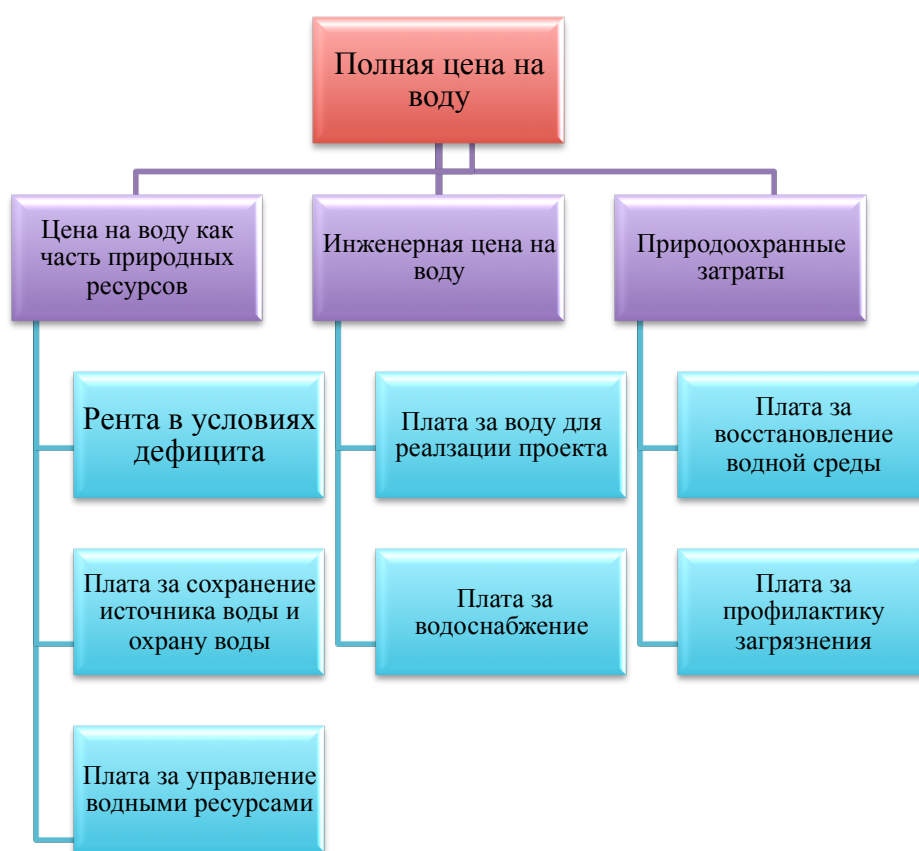 Полная цена на
воду
Цена на воду как
часть природных
ресурсов
Инженерная цена на
воду
Природоохранные
затраты
Рента в условиях
дефицита
Плата за воду для
реалзации проекта
Плата за
восстановление
водной среды
Плата за сохранение
источника воды и
охрану воды
Плата за
водоснабжение
Плата за
профилактику
загрязнения
Плата за управление
водными ресурсами